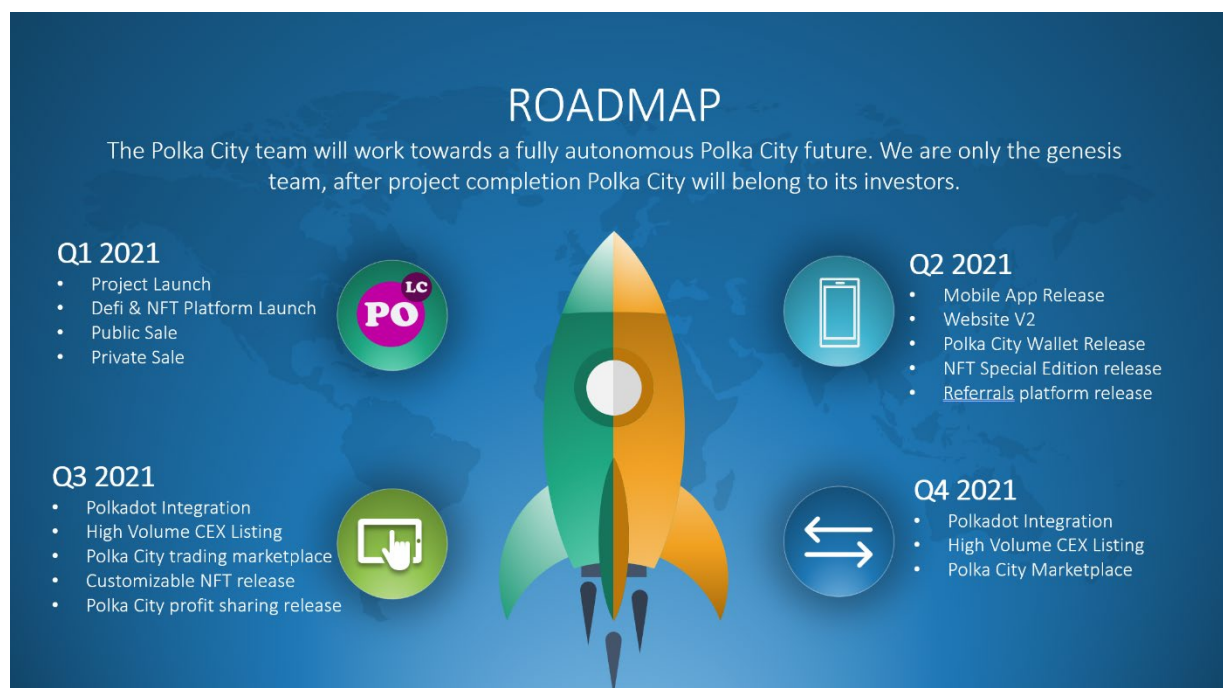 ROADMAP
The Polka City team will work towards a fully autonomous Polka City future. We are only the genesis
team, after project completion Polka City will belong to its investors.
Q1 2021
• Project Launch
• Defi & NFT Platform Launch
• Public Sale
• Private Sale
PO
LC
Q2 2021
• Mobile App Release
• Website V2
• Polka City Wallet Release
• NFT Special Edition release
• Referrals platform release
Q3 2021
• Polkadot Integration
• High Volume CEX Listing
• Polka City trading marketplace
• Customizable NFT release
• Polka City profit sharing release
Q4 2021
• Polkadot Integration
• High Volume CEX Listing
• Polka City Marketplace